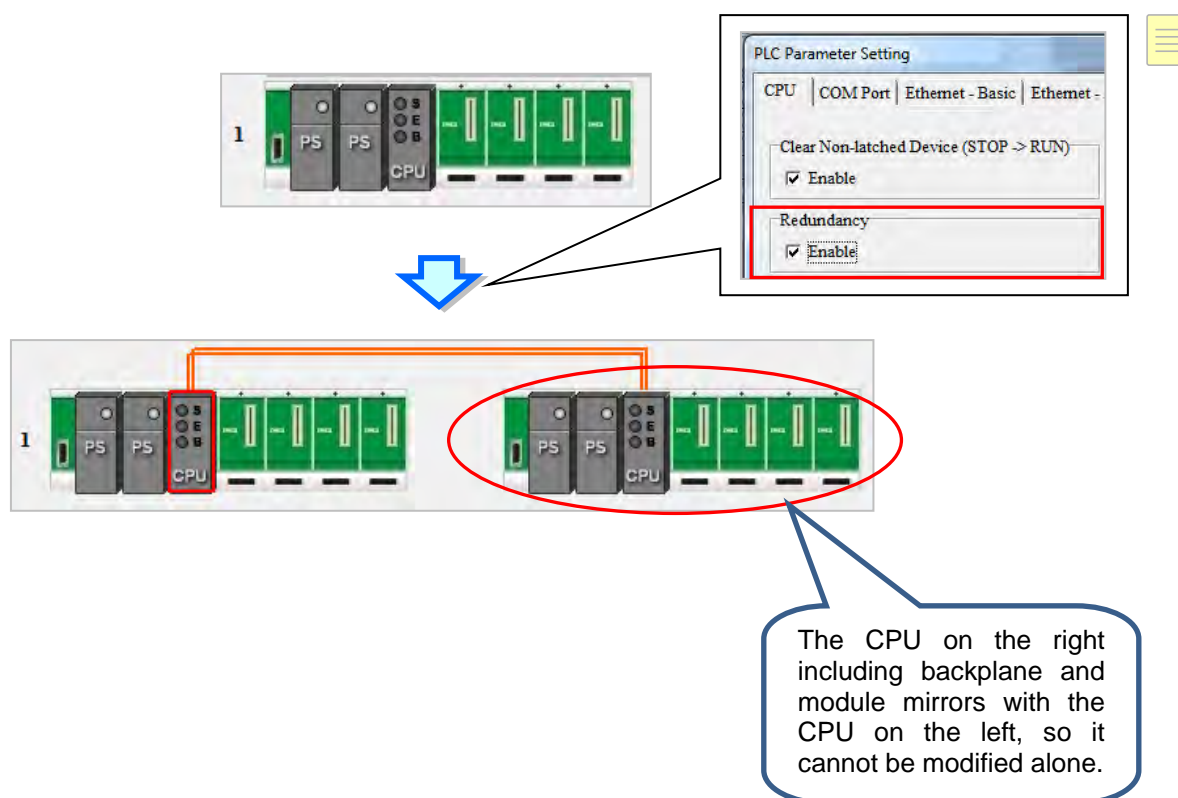 PLC Parameter Setting
CPU COM Port Ethernet - Basic Ethernet -
Clear Non-latched Device (STOP -> RUN)
Enable
Redundancy
Enable
1
PS PS S E B CPU
1
PS PS S E B CPU
PS PS S E B CPU
The CPU on the right
including backplane and
module mirrors with the
CPU on the left, so it
cannot be modified alone.